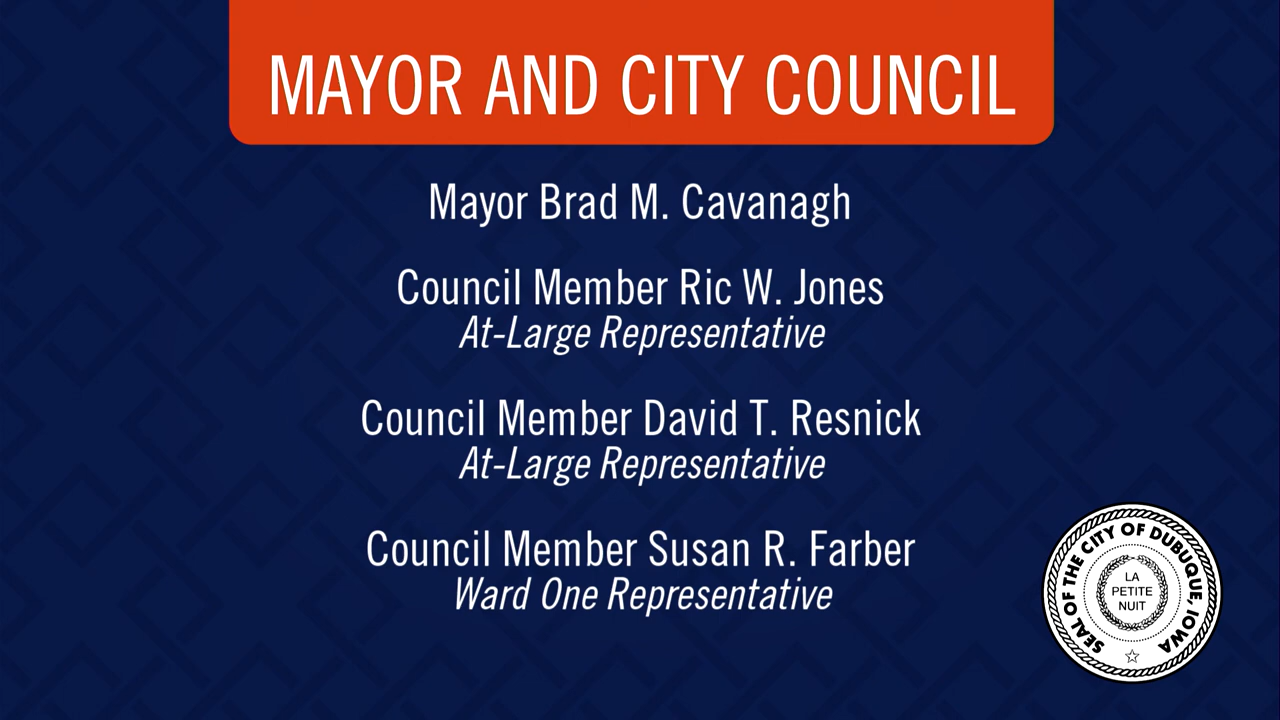 MAYOR AND CITY COUNCIL
Mayor Brad M. Cavanagh
Council Member Ric W. Jones
At-Large Representative
Council Member David T. Resnick
At-Large Representative
Council Member Susan R. Farber
Ward One Representative
SEAL OF THE CITY OF DUBUQUE, IOWA
LA
PETITE
NUIT